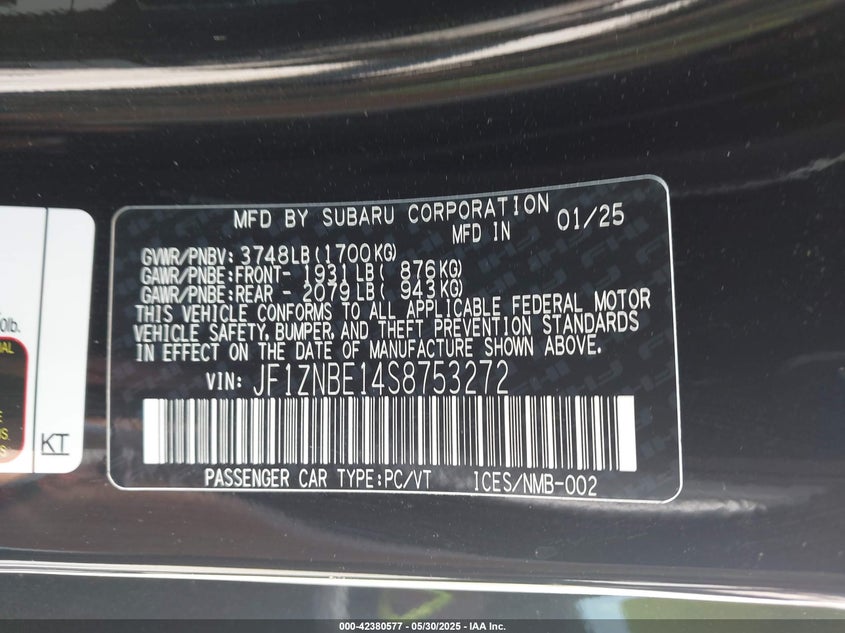 MFD BY SUBARU CORPORATION
MFD IN 01/25
GVWR/PNBV: 3748LB(1700KG)
GAWR/PNBE:FRONT- 1931LB( 876KG)
GAWR/PNBE:REAR - 2079LB( 943KG)
THIS VEHICLE CONFORMS TO ALL APPLICABLE FEDERAL MOTOR
VEHICLE SAFETY, BUMPER, AND THEFT PREVENTION STANDARDS
IN EFFECT ON THE DATE OF MANUFACTURE SHOWN ABOVE.
VIN: JF1ZNBE14S8753272
PASSENGER CAR TYPE:PC/VT ICES/NMB-002
0lb.
KT
000-42380577 — 05/30/2025 — IAA Inc.